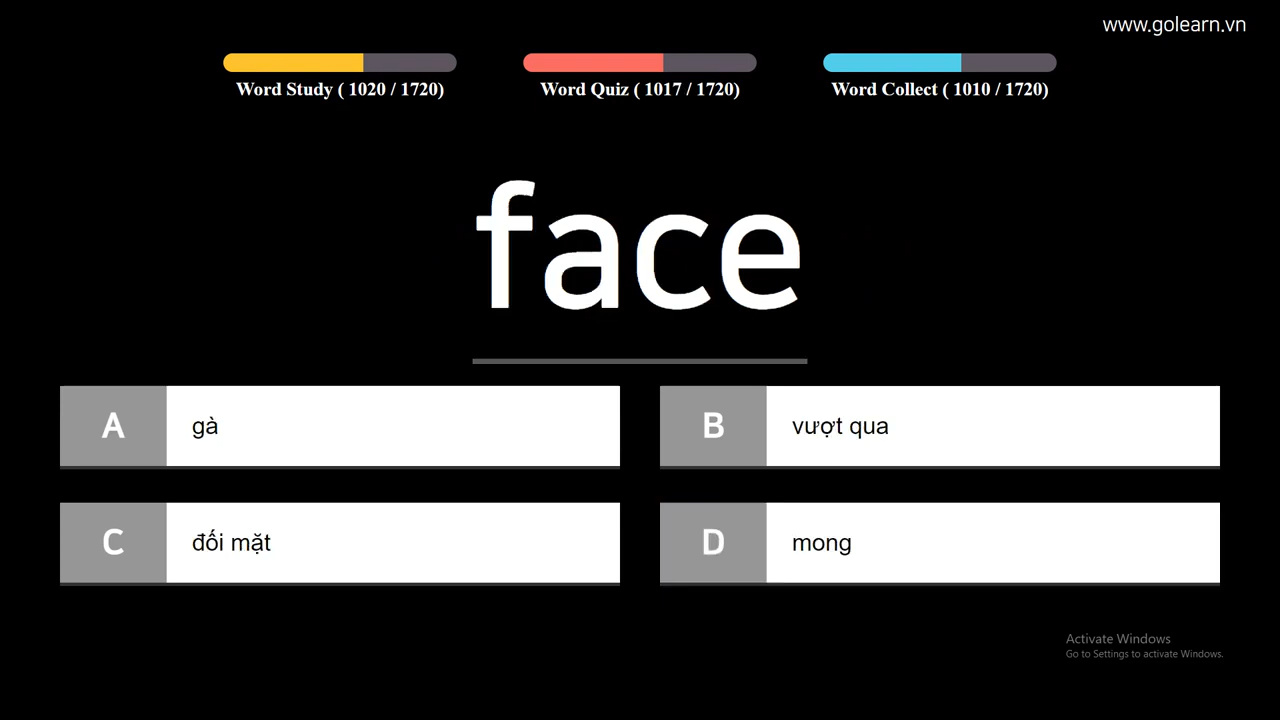 www.golearn.vn
Word Study ( 1020 / 1720)
Word Quiz ( 1017 / 1720)
Word Collect ( 1010 / 1720)
face
A gà
B vượt qua
C đối mặt
D mong
Activate Windows
Go to Settings to activate Windows.